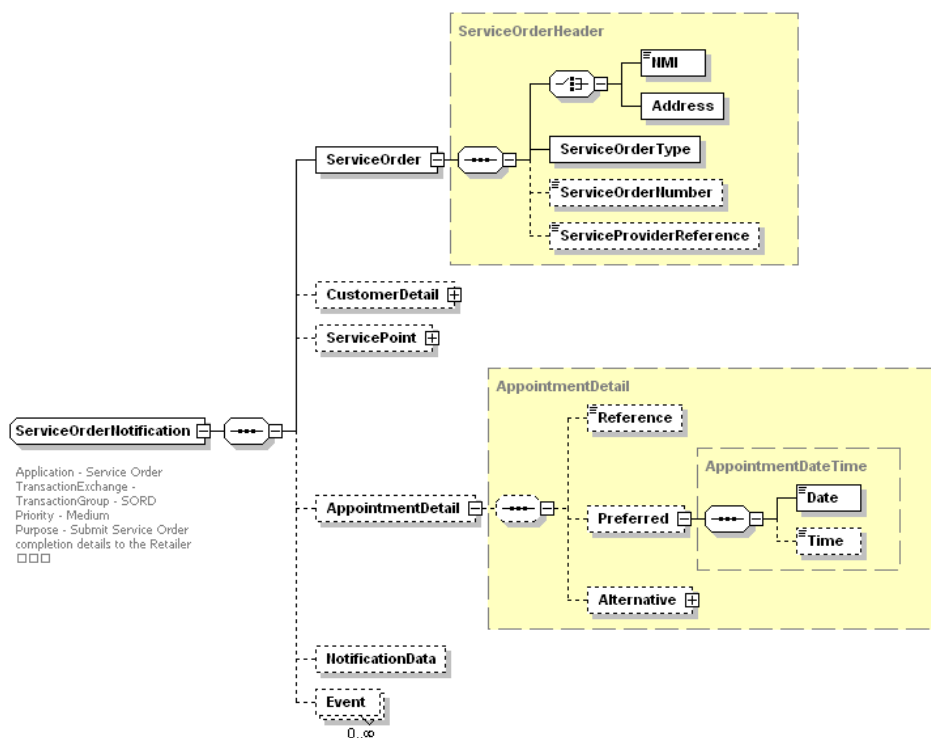 ServiceOrderHeader
NMI
Address
ServiceOrder
ServiceOrderType
ServiceOrderNumber
ServiceProviderReference
CustomerDetail
ServicePoint
AppointmentDetail
Reference
ServiceOrderNotification
AppointmentDateTime
Application - Service Order
TransactionExchange -
TransactionGroup - SORD
Priority - Medium
Purpose - Submit Service Order
completion details to the Retailer
□□□
AppointmentDetail
Preferred
Date
Time
Alternative
NotificationData
Event
0..∞